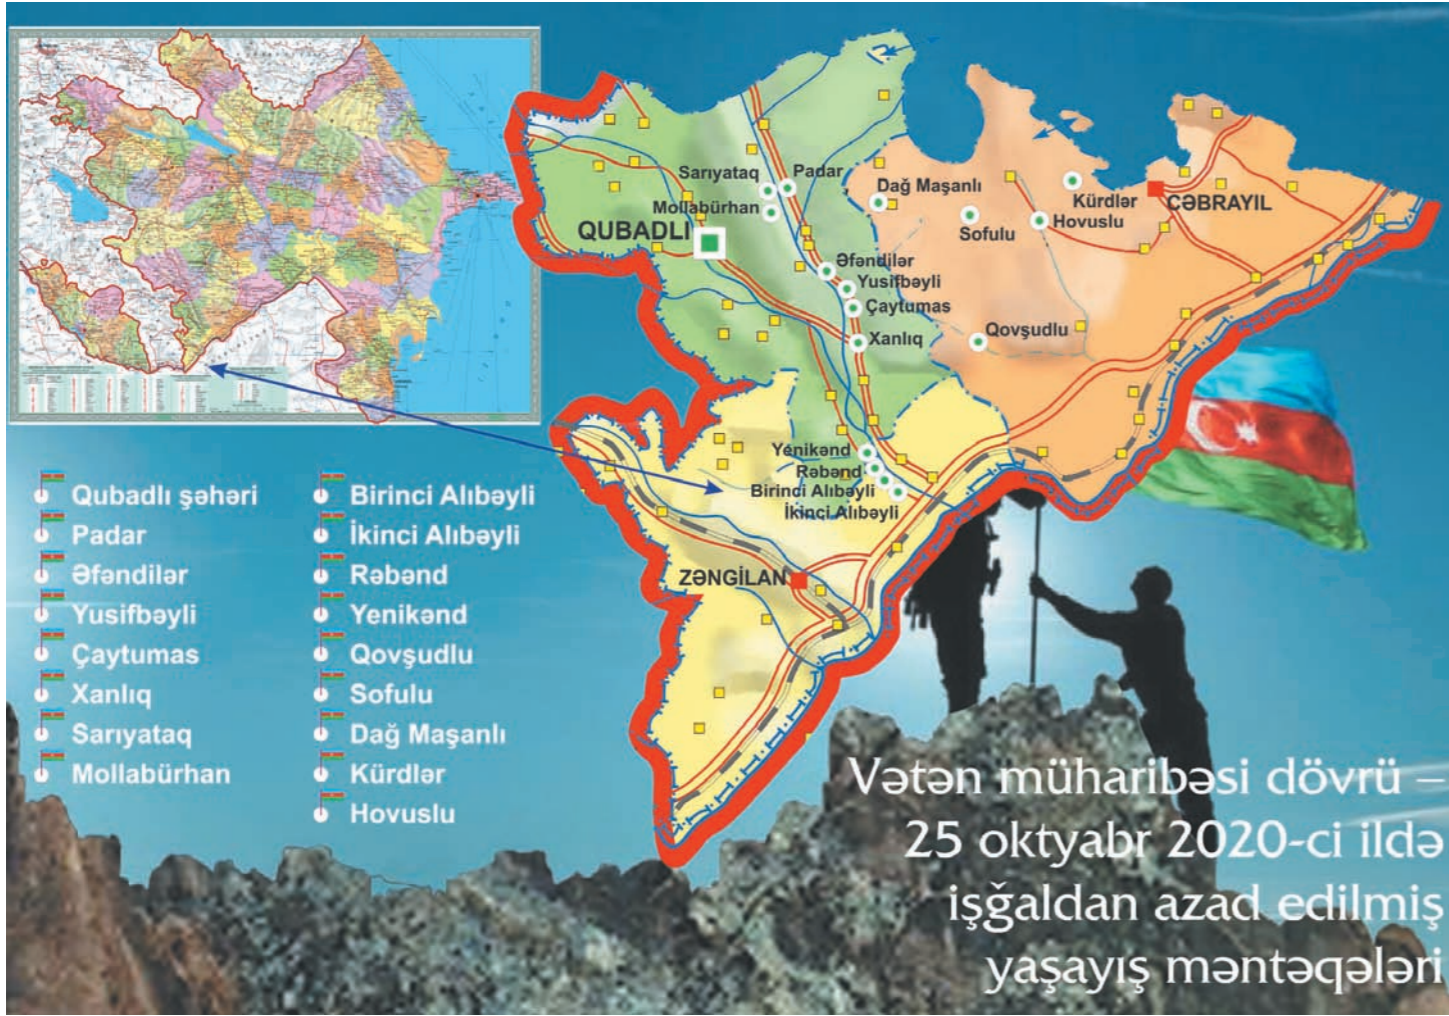 Sarıyataq
Padar
Mollabürhan
QUBADLI
Dağ Maşanlı
Sofulu
Kürdlər
Hovuslu
CƏBRAYIL
Əfəndilər
Yusifbəyli
Çaytumas
Xanlıq
Qovşudlu
Yenikənd
Rəbənd
Birinci Alıbəyli
İkinci Alıbəyli
ZƏNGİLAN
Qubadlı şəhəri
Padar
Əfəndilər
Yusifbəyli
Çaytumas
Xanlıq
Sarıyataq
Mollabürhan
Birinci Alıbəyli
İkinci Alıbəyli
Rəbənd
Yenikənd
Qovşudlu
Sofulu
Dağ Maşanlı
Kürdlər
Hovuslu
Vətən müharibəsi dövrü –
25 oktyabr 2020-ci ildə
işğaldan azad edilmiş
yaşayış məntəqələri